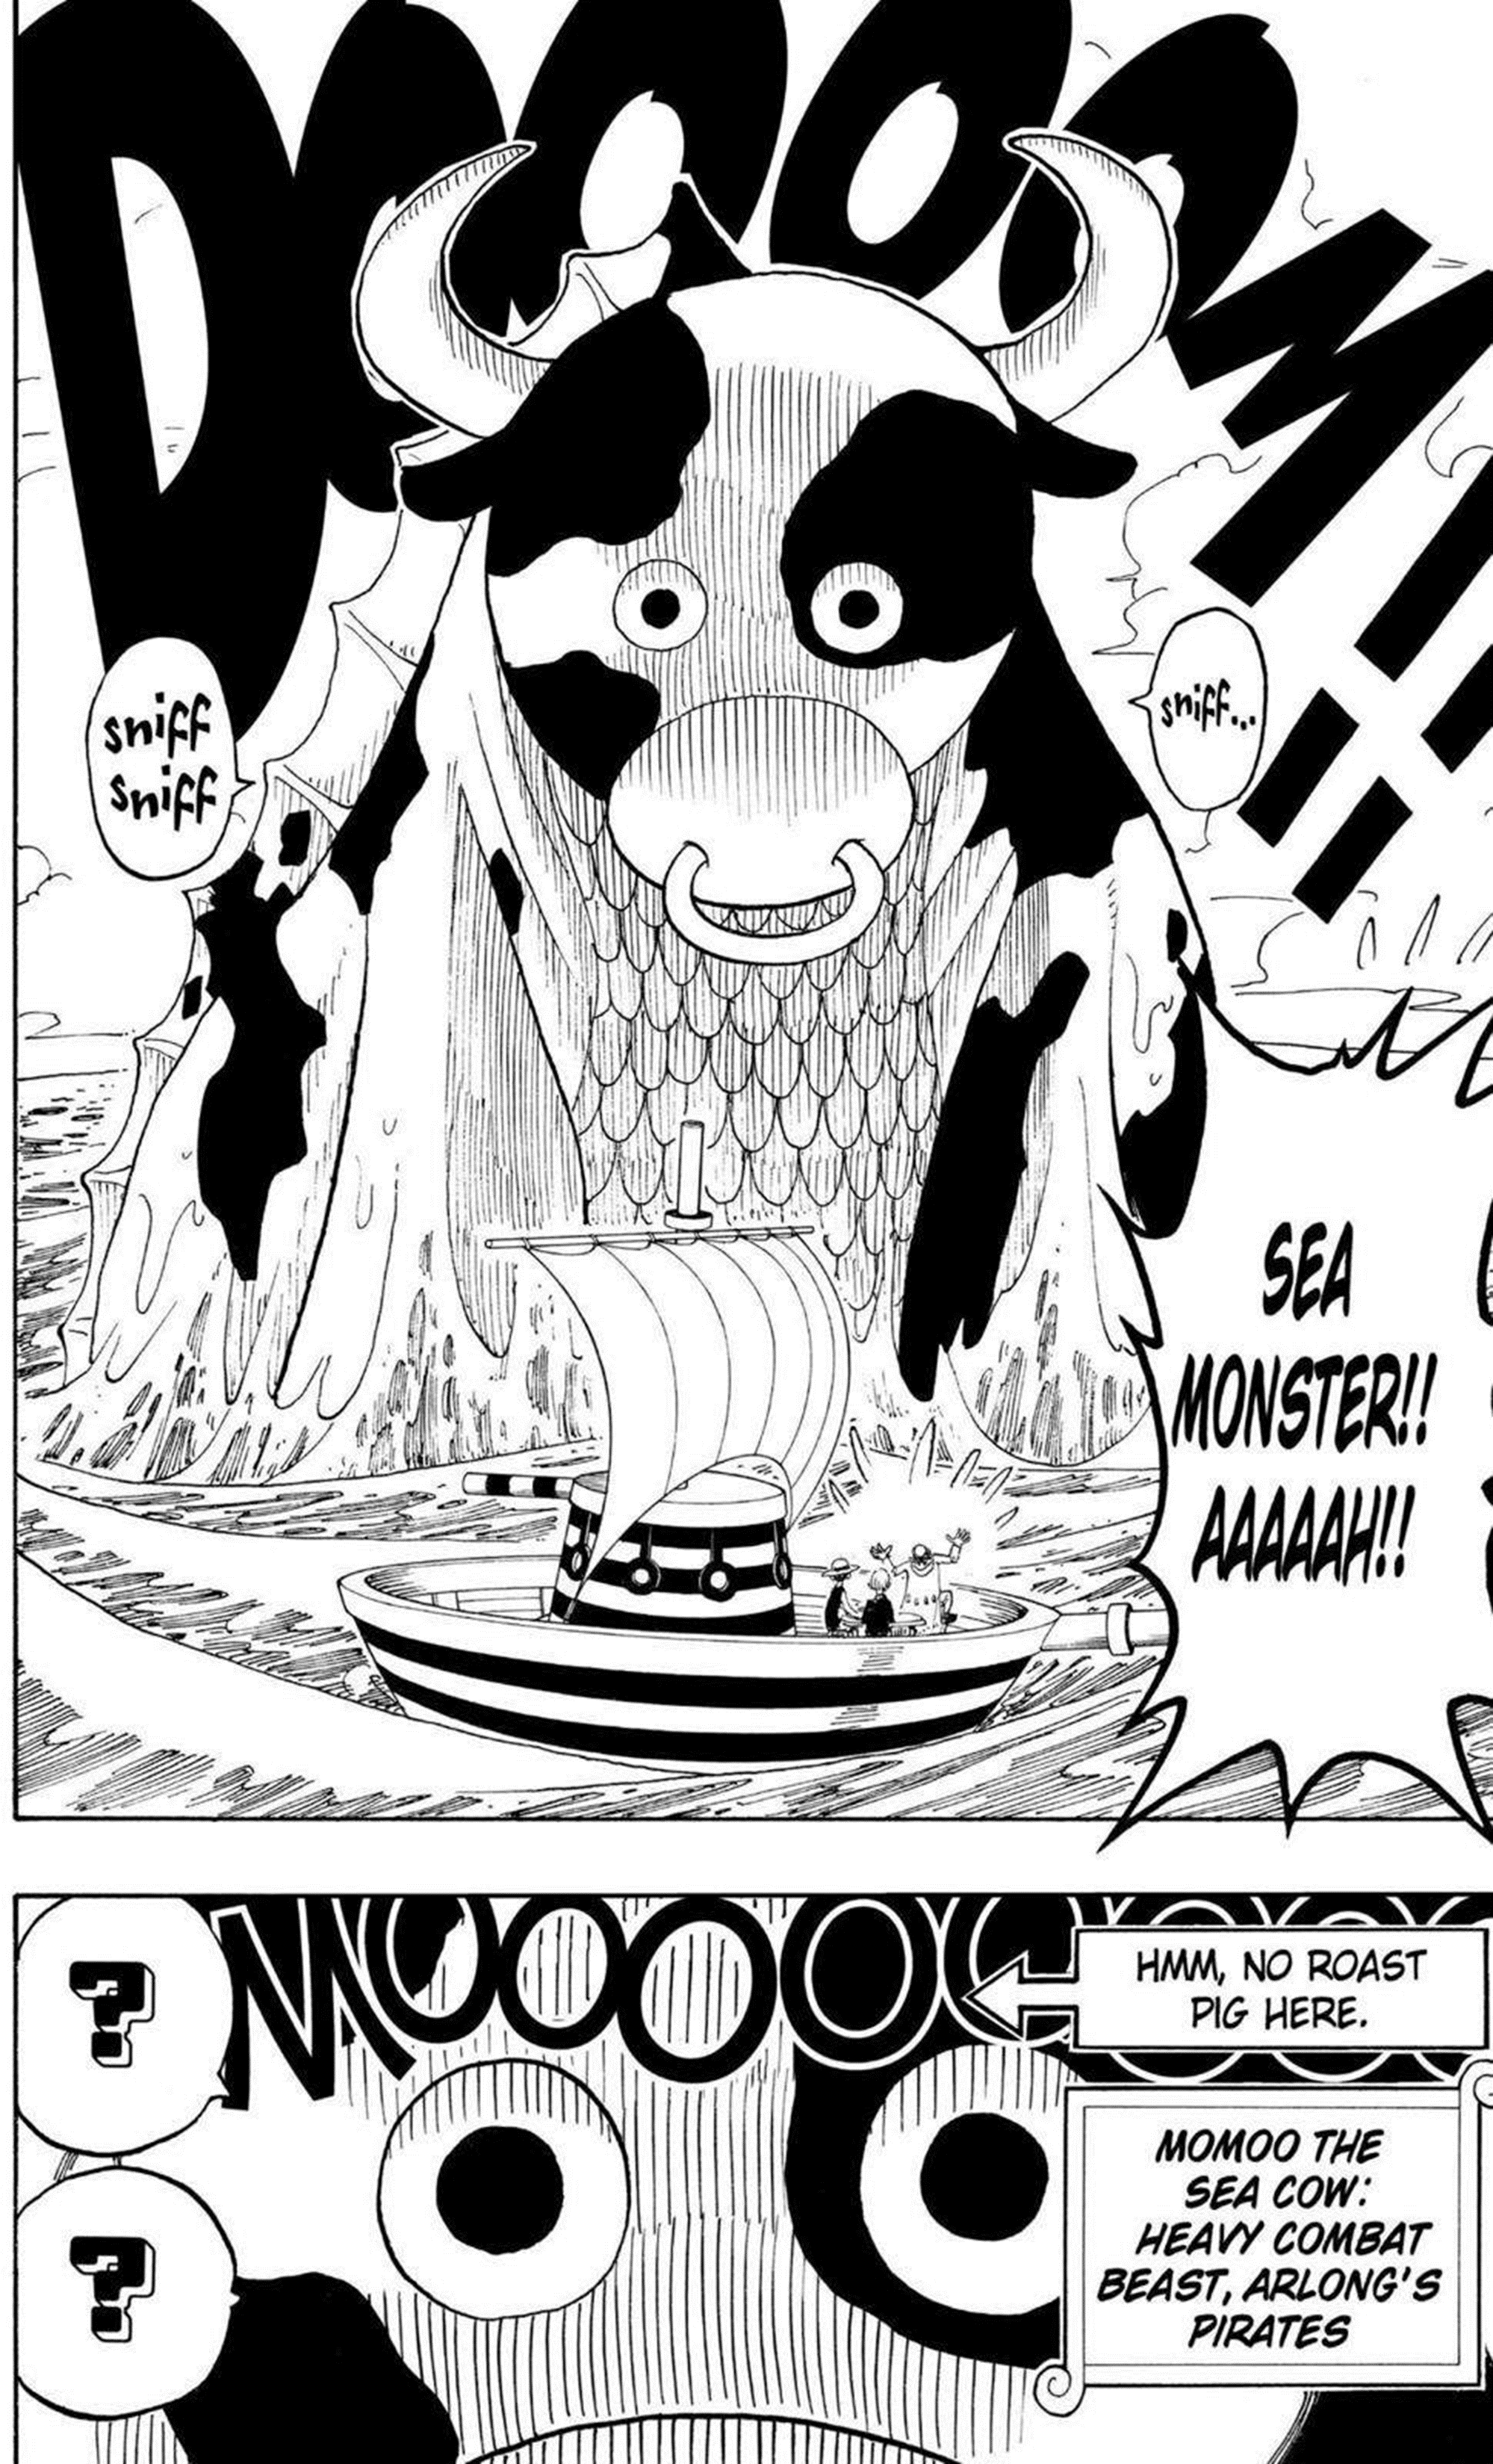 DOOOOM!!!
sniff...
sniff
sniff
SEA
MONSTER!!
AAAAAH!!
HMM, NO ROAST
PIG HERE.
MOOOOOOOOO
?
?
MOMOO THE
SEA COW:
HEAVY COMBAT
BEAST, ARLONG'S
PIRATES